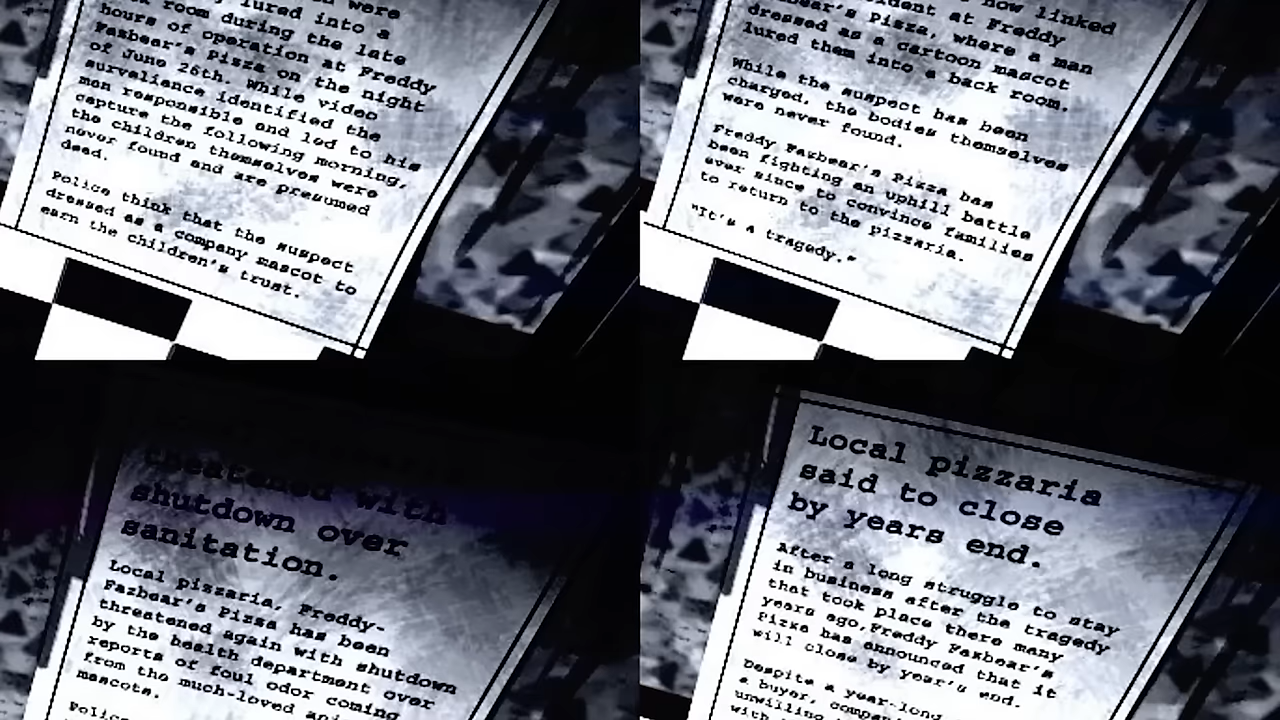 were
lured into a
room during the late
hours of operation at Freddy
Fazbear's Pizza on the night
of June 26th. While video
survalience identified the
man responsible and led to his
capture the following morning,
the children themselves were
never found and are presumed
dead.
Police think that the suspect
dressed as a company mascot to
earn the children's trust.
now linked
at Freddy
Pizza, where a man
dressed as a cartoon mascot
lured them into a back room.
While the suspect has been
charged, the bodies themselves
were never found.
Freddy Fazbear's Pizza has
been fighting an uphill battle
ever since to convince families
to return to the pizzaria.
"It's a tragedy."
with
shutdown over
sanitation.
Local pizzaria, Freddy-
Fazbear's Pizza has been
threatened again with shutdown
by the health department over
reports of foul odor coming
from the much-loved
mascots.
Police
Local pizzaria
said to close
by years end.
After a long struggle to stay
in business after the tragedy
that took place there many
years ago,Freddy Fazbear's
Pizza has announced that it
will close by year's end.
Despite a year-long
a buyer,
unwilling
with